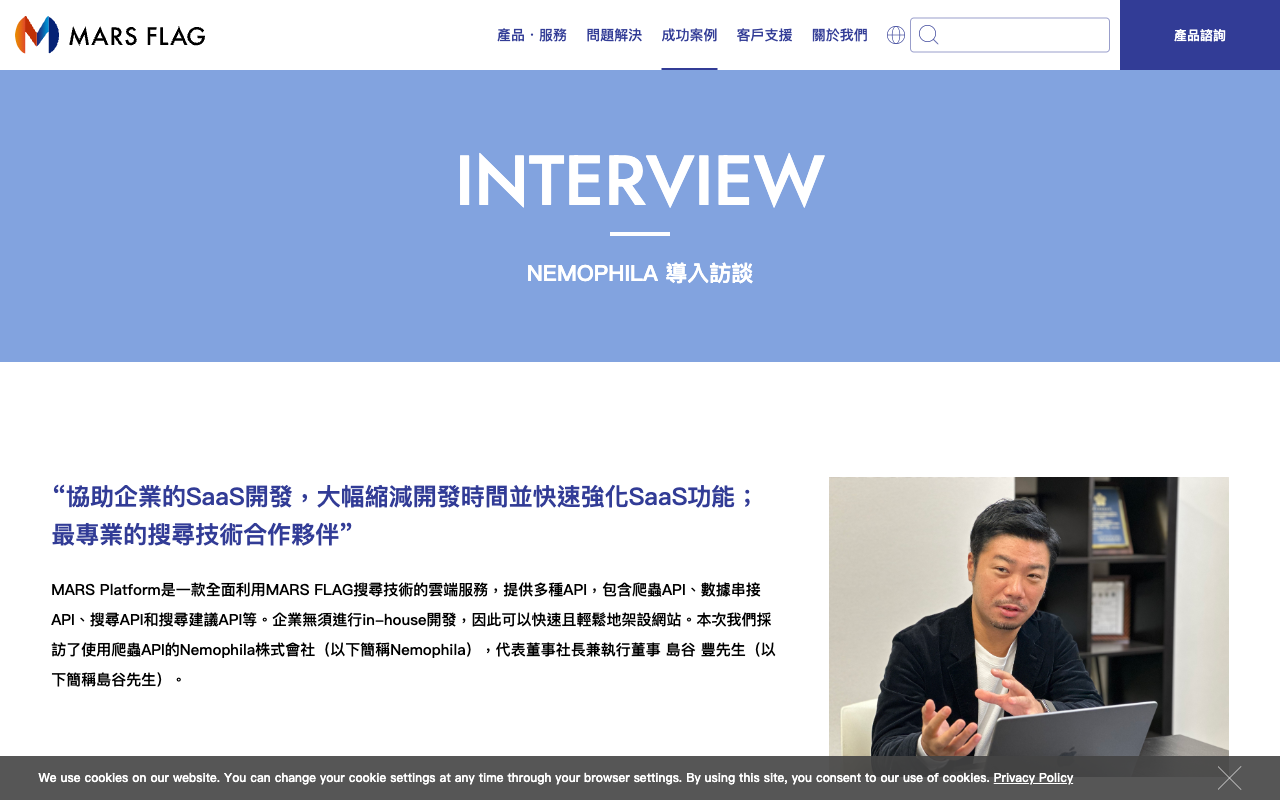 MARS FLAG
產品・服務 問題解決 成功案例 客戶支援 關於我們
產品諮詢
INTERVIEW
NEMOPHILA 導入訪談
“協助企業的SaaS開發，大幅縮減開發時間並快速強化SaaS功能；
最專業的搜尋技術合作夥伴”
MARS Platform是一款全面利用MARS FLAG搜尋技術的雲端服務，提供多種API，包含爬蟲API、數據串接
API、搜尋API和搜尋建議API等。企業無須進行in-house開發，因此可以快速且輕鬆地架設網站。本次我們採
訪了使用爬蟲API的Nemophila株式會社（以下簡稱Nemophila），代表董事社長兼執行董事 島谷 豐先生（以
下簡稱島谷先生）。
We use cookies on our website. You can change your cookie settings at any time through your browser settings. By using this site, you consent to our use of cookies. Privacy Policy